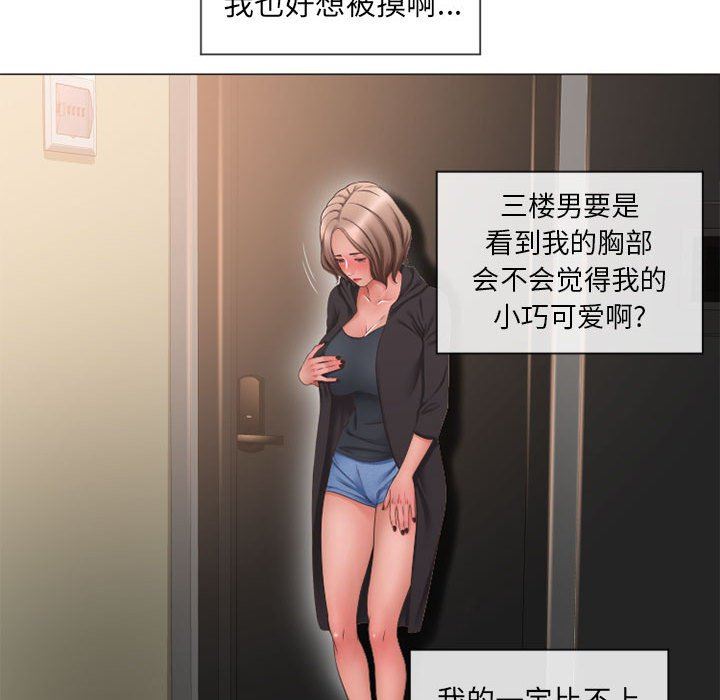 我也好想被摸啊...
三楼男要是
看到我的胸部
会不会觉得我的
小巧可爱啊?
我的一定比不上